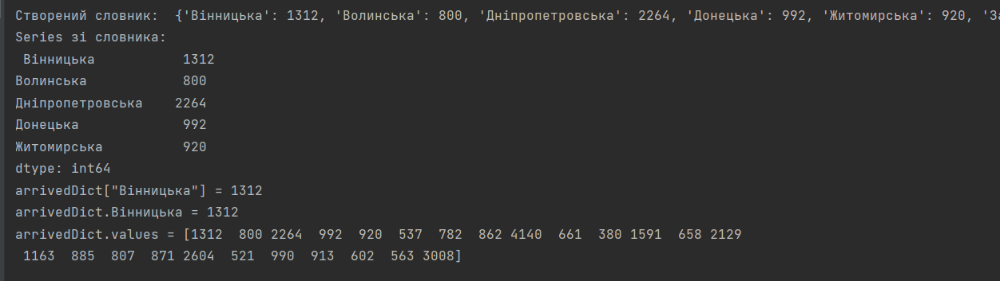 Створений словник:  {'Вінницька': 1312, 'Волинська': 800, 'Дніпропетровська': 2264, 'Донецька': 992, 'Житомирська': 920,
Series зі словника:
 Вінницька           1312
Волинська            800
Дніпропетровська    2264
Донецька             992
Житомирська          920
dtype: int64
arrivedDict["Вінницька"] = 1312
arrivedDict.Вінницька = 1312
arrivedDict.values = [1312  800 2264  992  920  537  782  862 4140  661  380 1591  658 2129
 1163  885  807  871 2604  521  990  913  602  563 3008]